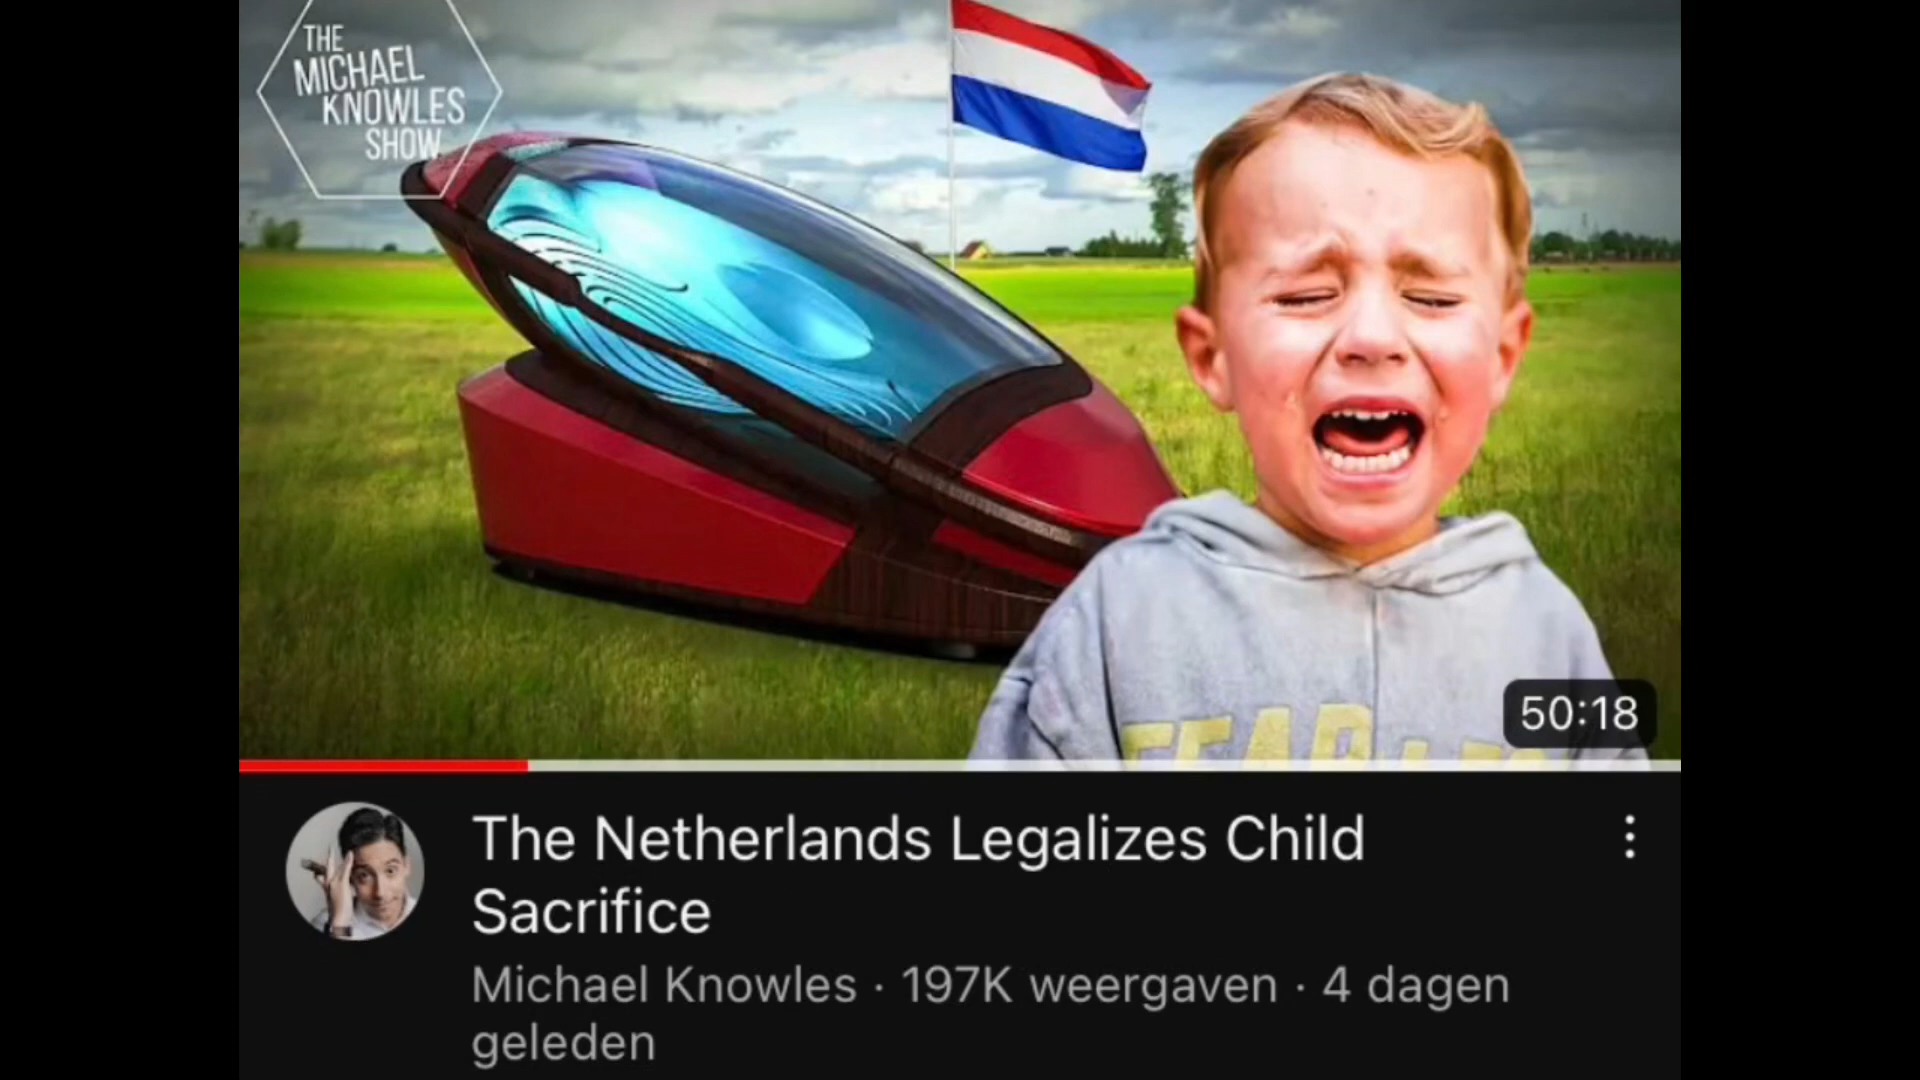 THE
MICHAEL
KNOWLES
SHOW
50:18
The Netherlands Legalizes Child
Sacrifice
Michael Knowles · 197K weergaven · 4 dagen
geleden